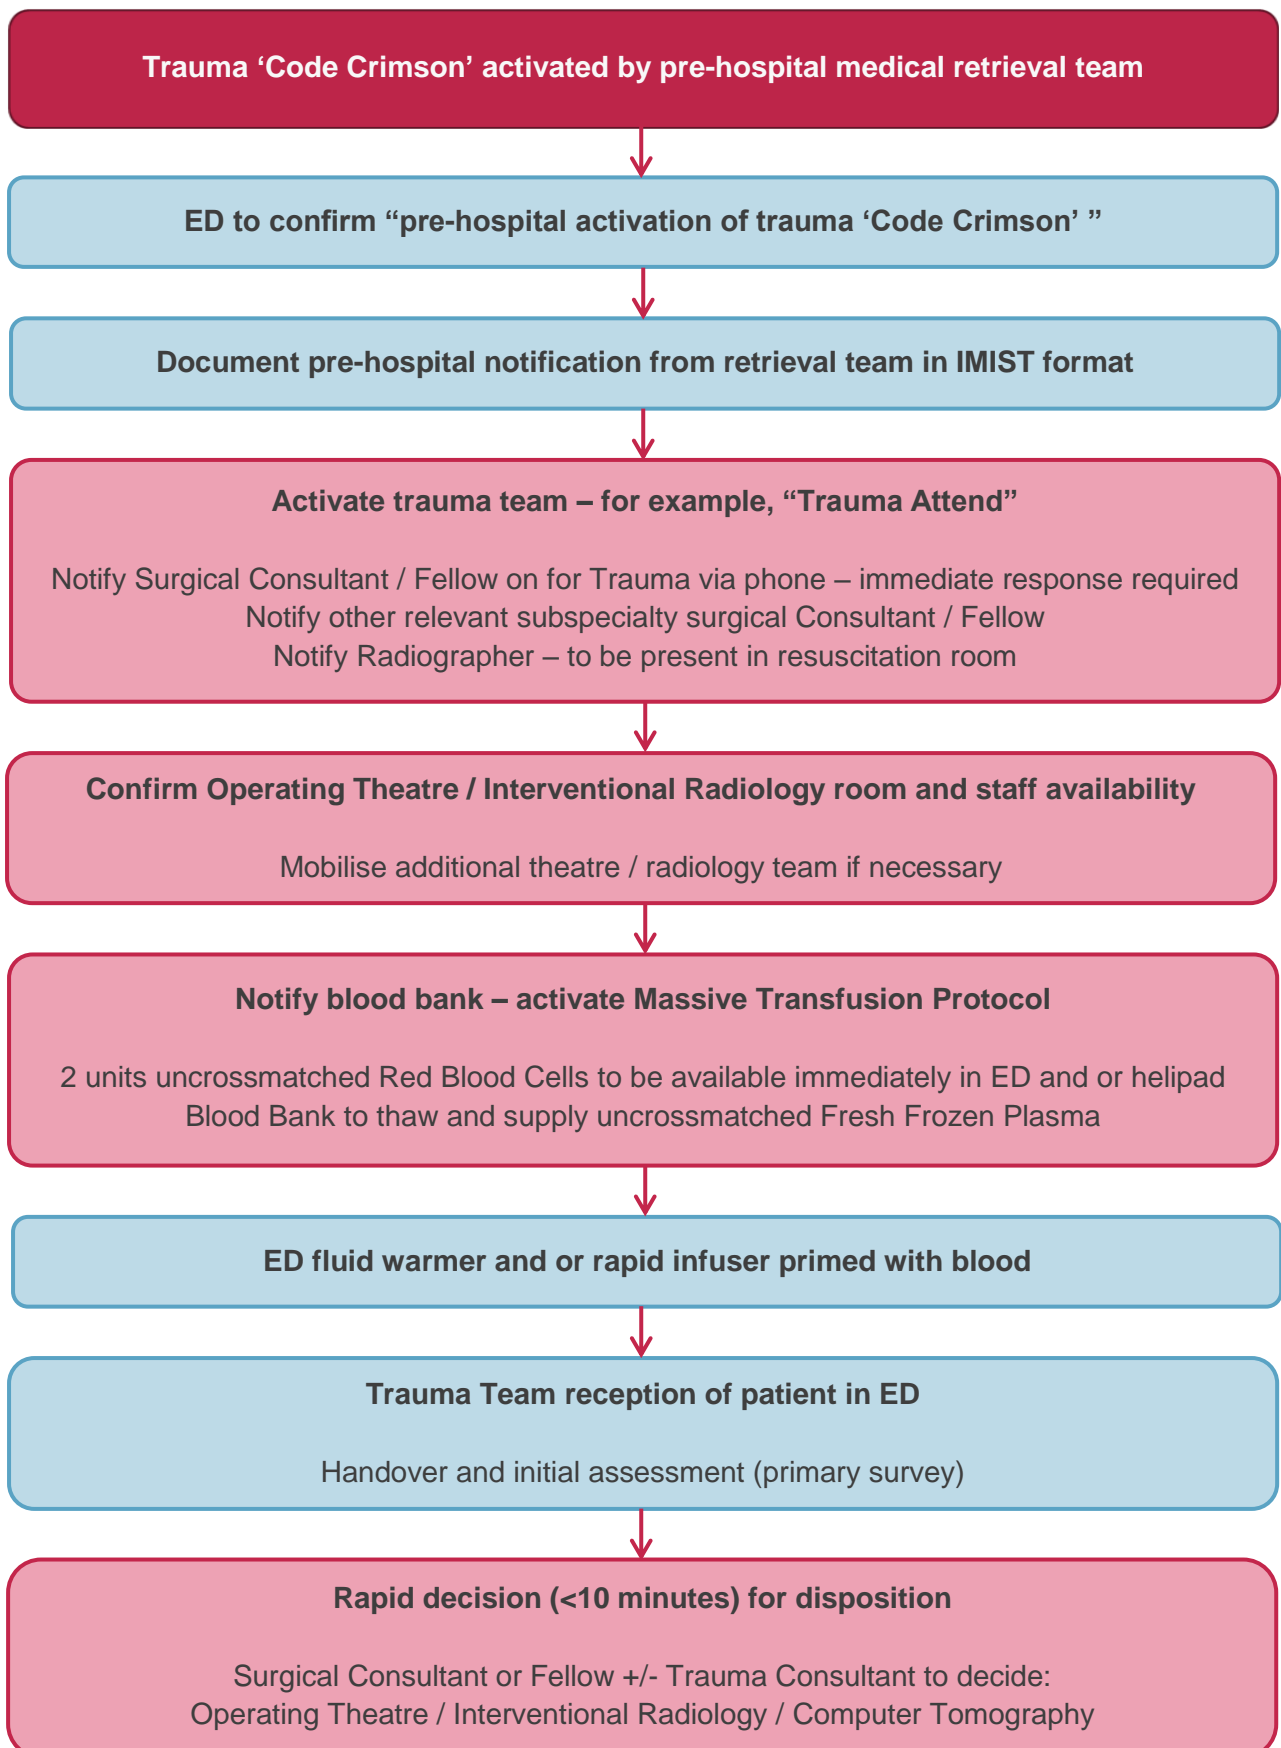 Trauma ‘Code Crimson’ activated by pre-hospital medical retrieval team
ED to confirm “pre-hospital activation of trauma ‘Code Crimson’ ”
Document pre-hospital notification from retrieval team in IMIST format
Activate trauma team – for example, “Trauma Attend”
Notify Surgical Consultant / Fellow on for Trauma via phone – immediate response required
Notify other relevant subspecialty surgical Consultant / Fellow
Notify Radiographer – to be present in resuscitation room
Confirm Operating Theatre / Interventional Radiology room and staff availability
Mobilise additional theatre / radiology team if necessary
Notify blood bank – activate Massive Transfusion Protocol
2 units uncrossmatched Red Blood Cells to be available immediately in ED and or helipad
Blood Bank to thaw and supply uncrossmatched Fresh Frozen Plasma
ED fluid warmer and or rapid infuser primed with blood
Trauma Team reception of patient in ED
Handover and initial assessment (primary survey)
Rapid decision (<10 minutes) for disposition
Surgical Consultant or Fellow +/- Trauma Consultant to decide:
Operating Theatre / Interventional Radiology / Computer Tomography